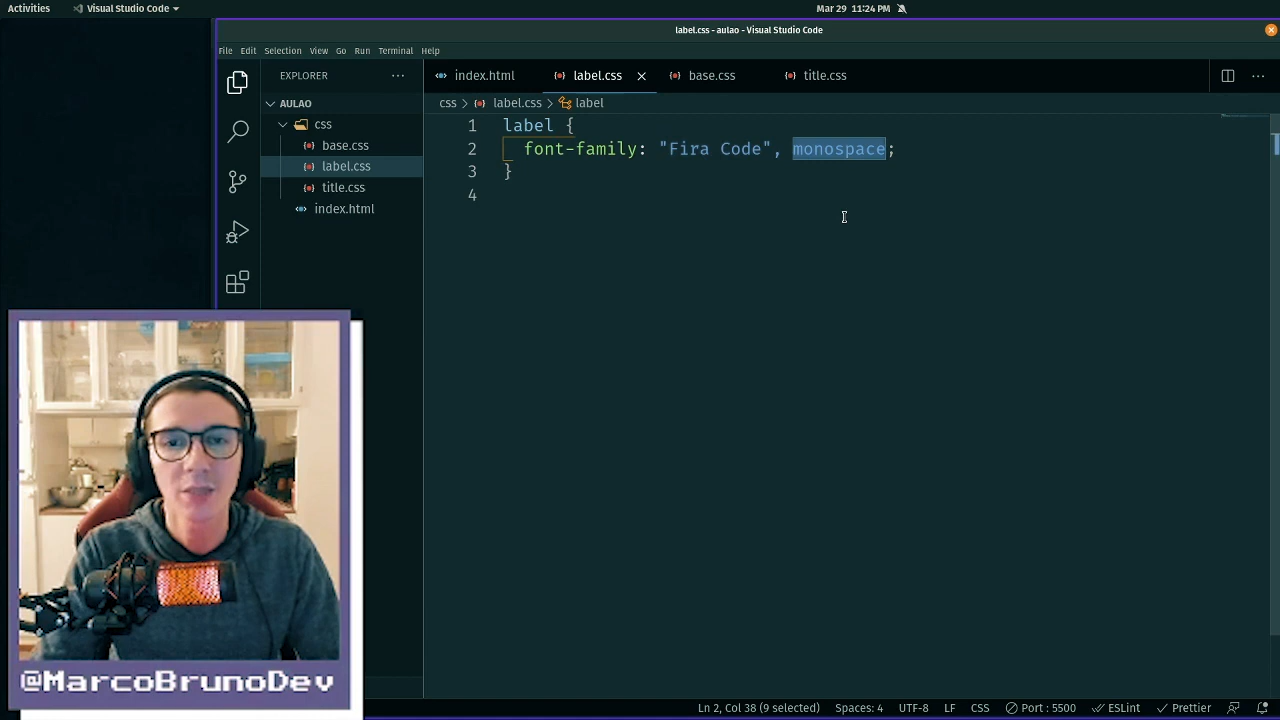 Activities
Visual Studio Code
Mar 29 11:24 PM
label.css - aulao - Visual Studio Code
File Edit Selection View Go Run Terminal Help
EXPLORER
index.html
label.css
base.css
title.css
AULAO
css > label.css > label
css
base.css
label.css
title.css
index.html
1 label {
2 font-family: "Fira Code", monospace;
3 }
4
@MarcoBrunoDev
Ln 2, Col 38 (9 selected)
Spaces: 4
UTF-8
LF
CSS
Port : 5500
ESLint
Prettier